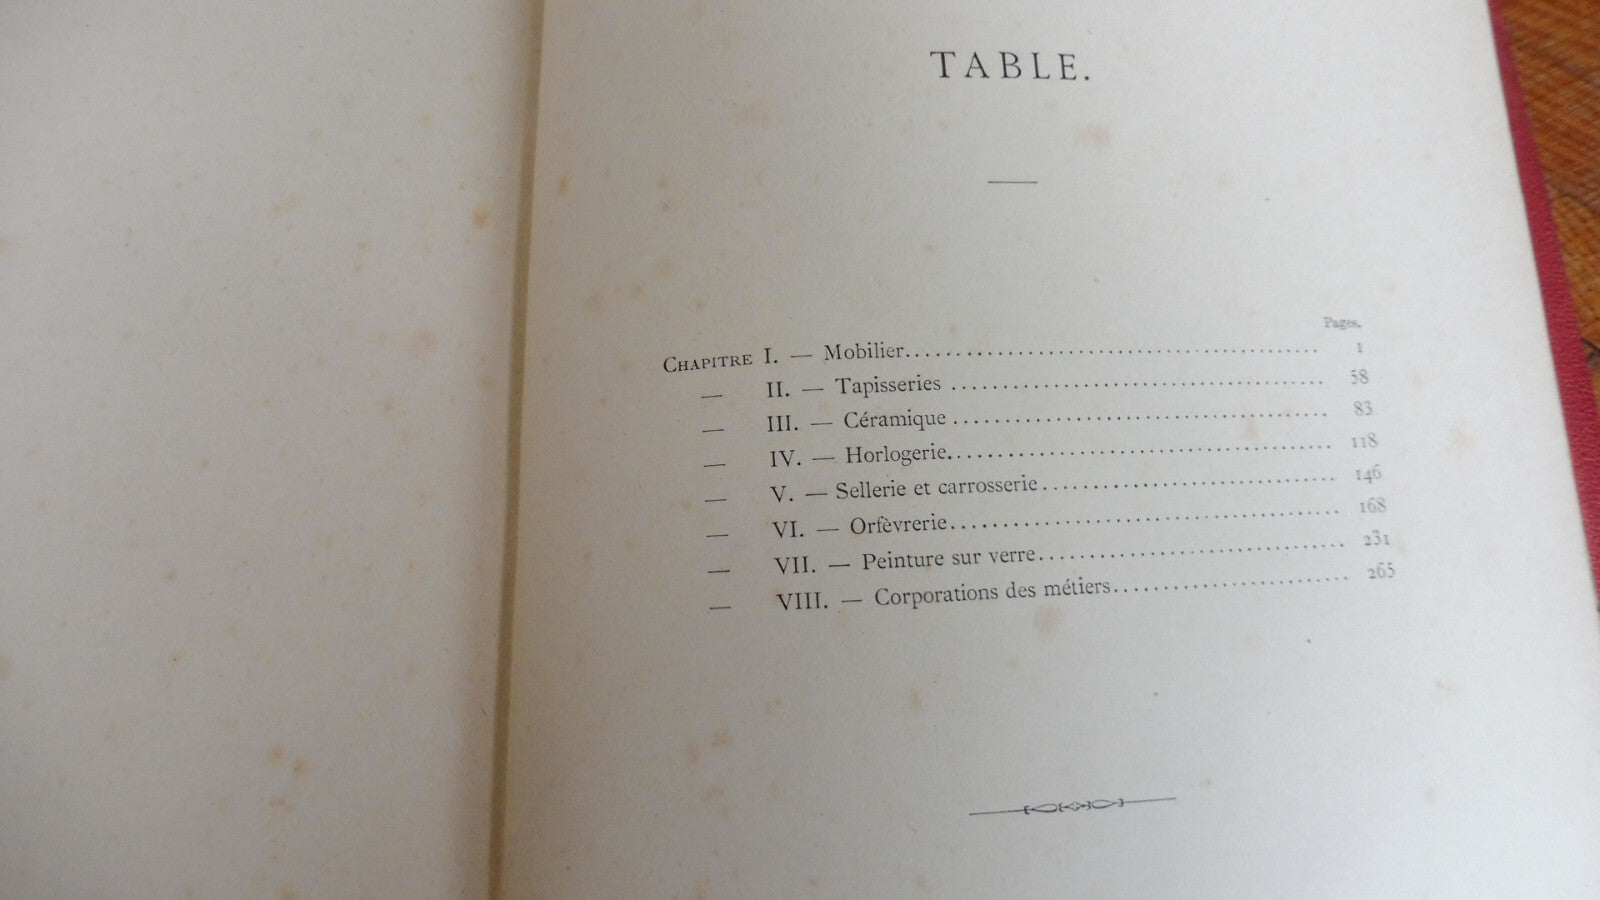 TABLE.
Pages.
CHAPITRE I. — Mobilier........................................ 1
— II. — Tapisseries ...................................... 58
— III. — Céramique ...................................... 83
— IV. — Horlogerie....................................... 118
— V. — Sellerie et carrosserie.............................. 146
— VI. — Orfèvrerie....................................... 168
— VII. — Peinture sur verre.............................. 231
— VIII. — Corporations des métiers........................ 265